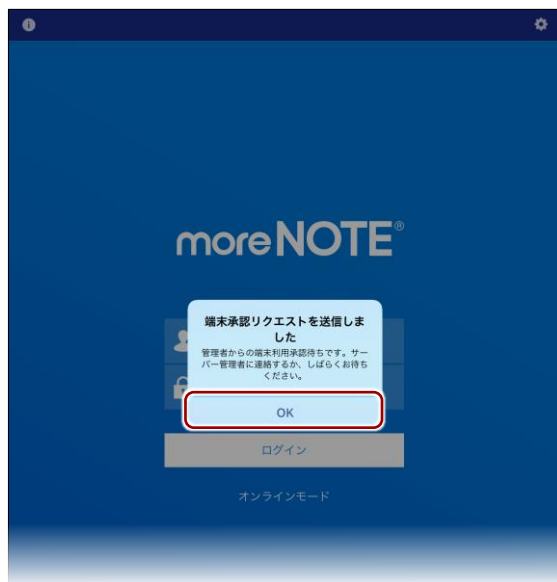 moreNOTE®
端末承認リクエストを送信しま
した
管理者からの端末利用承認待ちです。サー
バー管理者に連絡するか、しばらくお待ち
ください。
OK
ログイン
オンラインモード